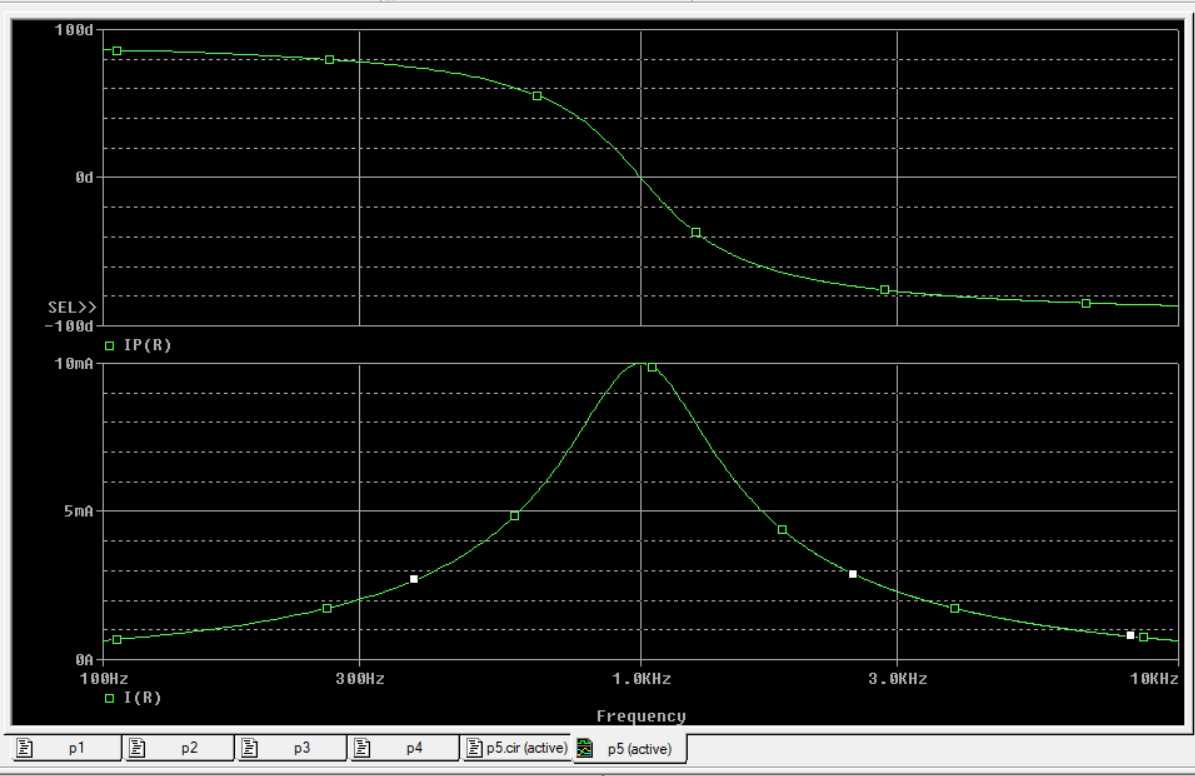 100d
0d
SEL>>
-100d
IP(R)
10mA
5mA
0A
100Hz 300Hz 1.0KHz 3.0KHz 10KHz
I(R)
Frequency
p1 p2 p3 p4 p5.cir (active) p5 (active)